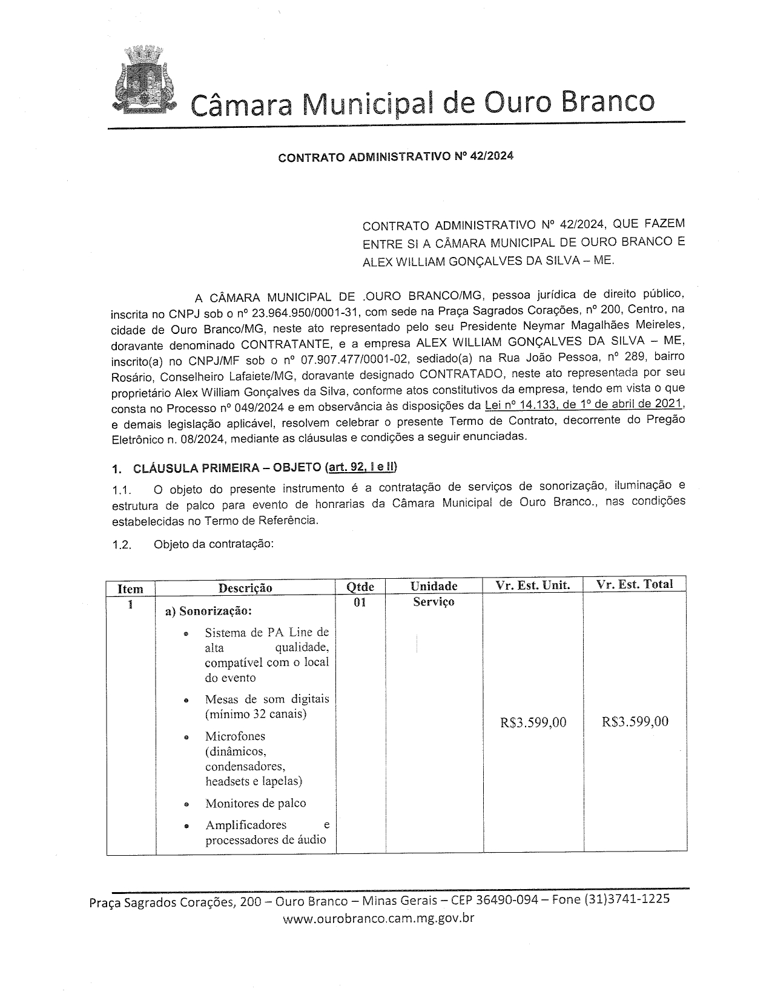 Câmara Municipal de Ouro Branco
CONTRATO ADMINISTRATIVO Nº 42/2024
CONTRATO ADMINISTRATIVO Nº 42/2024, QUE FAZEM
ENTRE SI A CÂMARA MUNICIPAL DE OURO BRANCO E
ALEX WILLIAM GONÇALVES DA SILVA – ME.
A CÂMARA MUNICIPAL DE .OURO BRANCO/MG, pessoa jurídica de direito público,
inscrita no CNPJ sob o nº 23.964.950/0001-31, com sede na Praça Sagrados Corações, nº 200, Centro, na
cidade de Ouro Branco/MG, neste ato representado pelo seu Presidente Neymar Magalhães Meireles,
doravante denominado CONTRATANTE, e a empresa ALEX WILLIAM GONÇALVES DA SILVA – ME,
inscrito(a) no CNPJ/MF sob o nº 07.907.477/0001-02, sediado(a) na Rua João Pessoa, nº 289, bairro
Rosário, Conselheiro Lafaiete/MG, doravante designado CONTRATADO, neste ato representada por seu
proprietário Alex William Gonçalves da Silva, conforme atos constitutivos da empresa, tendo em vista o que
consta no Processo nº 049/2024 e em observância às disposições da Lei nº 14.133, de 1º de abril de 2021,
e demais legislação aplicável, resolvem celebrar o presente Termo de Contrato, decorrente do Pregão
Eletrônico n. 08/2024, mediante as cláusulas e condições a seguir enunciadas.
1. CLÁUSULA PRIMEIRA – OBJETO (art. 92, I e II)
1.1. O objeto do presente instrumento é a contratação de serviços de sonorização, iluminação e
estrutura de palco para evento de honrarias da Câmara Municipal de Ouro Branco., nas condições
estabelecidas no Termo de Referência.
1.2. Objeto da contratação:
Item Descrição Qtde Unidade Vr. Est. Unit. Vr. Est. Total
1 a) Sonorização: 01 Serviço
• Sistema de PA Line de
alta qualidade,
compatível com o local
do evento
• Mesas de som digitais
(mínimo 32 canais)
R$3.599,00 R$3.599,00
• Microfones
(dinâmicos,
condensadores,
headsets e lapelas)
• Monitores de palco
• Amplificadores e
processadores de áudio
Praça Sagrados Corações, 200 – Ouro Branco – Minas Gerais – CEP 36490-094 – Fone (31)3741-1225
www.ourobranco.cam.mg.gov.br